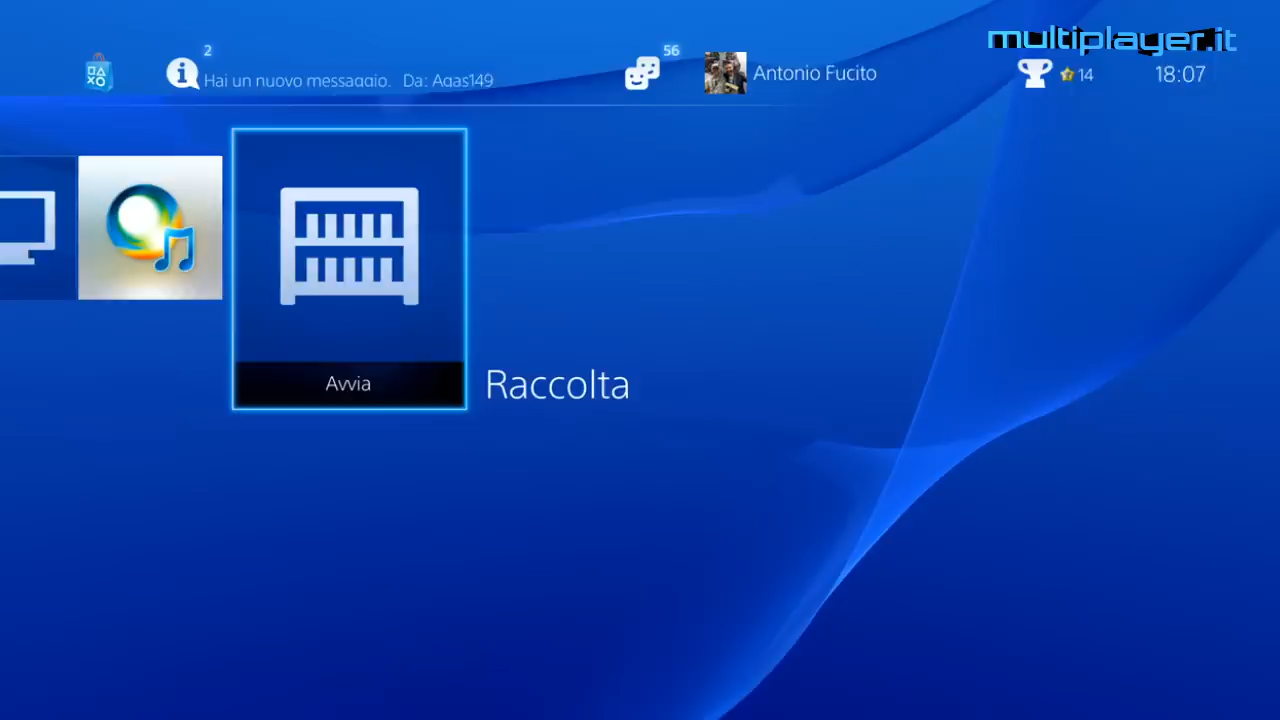 multiplayer.it
2
Hai un nuovo messaggio. Da: Agas149
56
Antonio Fucito
14
18:07
Avvia
Raccolta